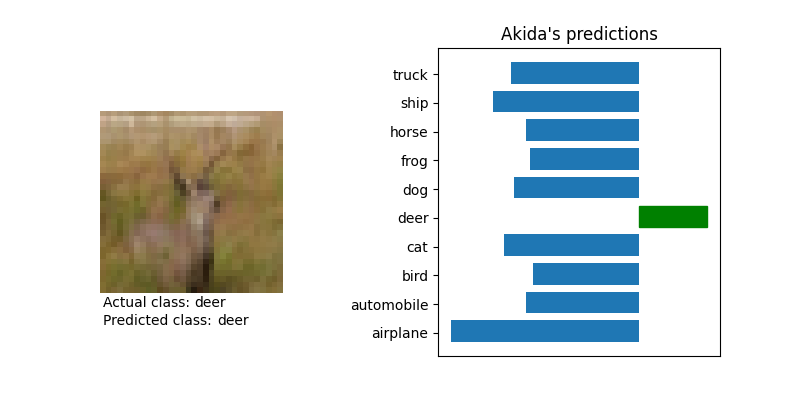 Akida's predictions
truck
ship
horse
frog
dog
deer
cat
bird
automobile
airplane
Actual class: deer
Predicted class: deer